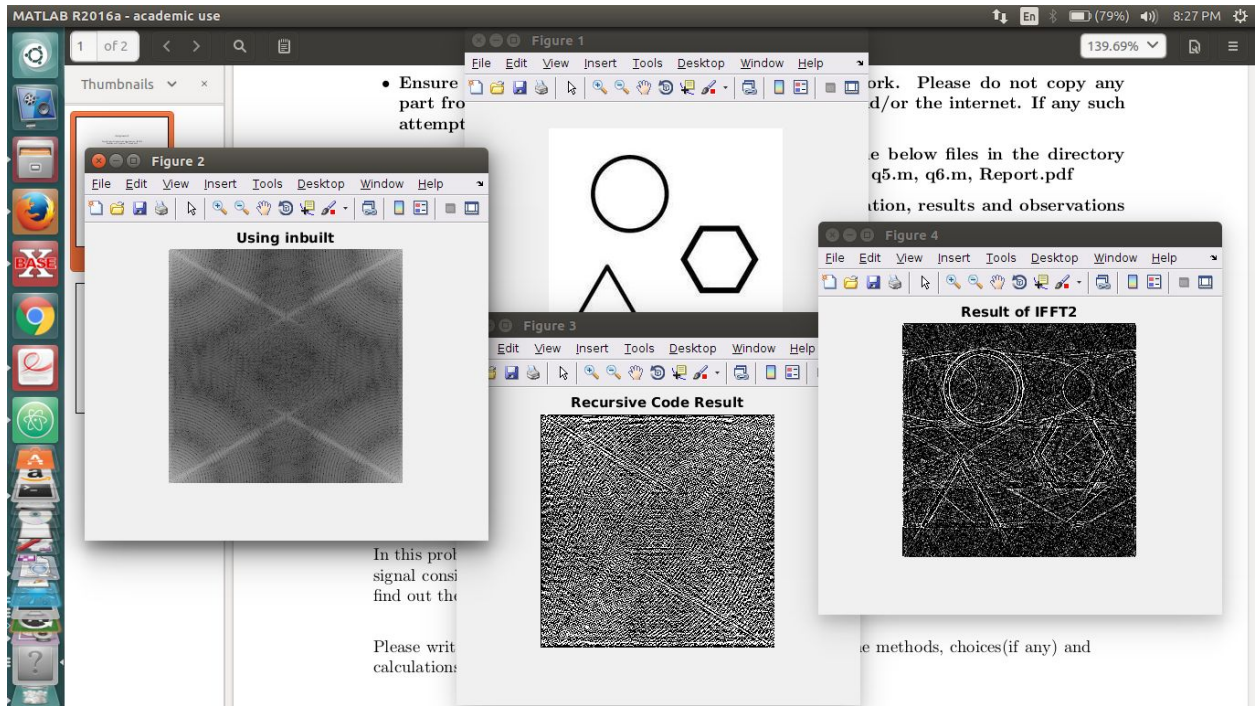 MATLAB R2016a - academic use
En (79%) 8:27 PM
1 of 2
139.69%
Thumbnails
• Ensure
part fro
attempt
ork. Please do not copy any
d/or the internet. If any such
e below files in the directory
q5.m, q6.m, Report.pdf
ation, results and observations
Figure 1
File Edit View Insert Tools Desktop Window Help
Figure 2
File Edit View Insert Tools Desktop Window Help
Using inbuilt
Figure 3
Edit View Insert Tools Desktop Window Help
Recursive Code Result
Figure 4
File Edit View Insert Tools Desktop Window Help
Result of IFFT2
BASE
In this prob
signal consi
find out the
Please writ
calculations
e methods, choices(if any) and